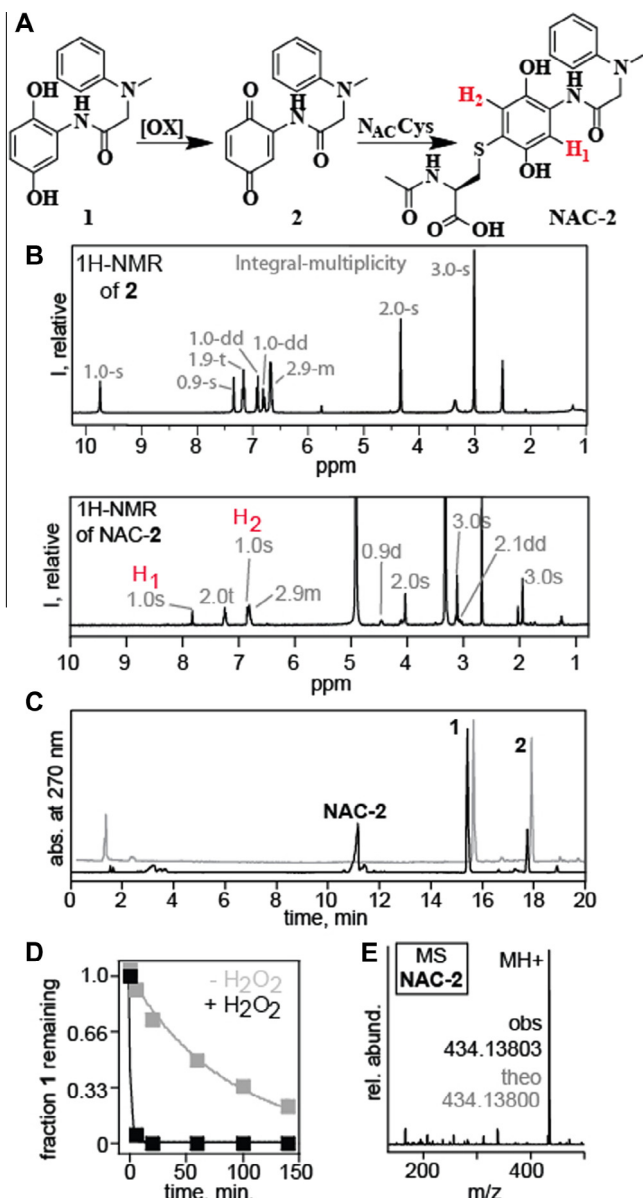 A
OH
H
N
N
O
OH
1
[OX]
O
H
N
N
O
O
2
NACCys
OH
H
N
N
O
H2
H1
S
OH
H
N
O
O
OH
NAC-2
B
1H-NMR
of 2
Integral-multiplicity
3.0-s
2.0-s
1.0-dd
1.0-dd
1.9-t
2.9-m
0.9-s
1.0-s
I, relative
10 9 8 7 6 5 4 3 2 1
ppm
1H-NMR
of NAC-2
H2
H1
1.0s
1.0s
2.0t
2.9m
0.9d
2.0s
3.0s
2.1dd
3.0s
I, relative
10 9 8 7 6 5 4 3 2 1
ppm
C
1
2
NAC-2
abs. at 270 nm
0 2 4 6 8 10 12 14 16 18 20
time, min
D
- H2O2
+ H2O2
fraction 1 remaining
1.0
0.66
0.33
0
0 50 100 150
time, min.
E
MS
NAC-2
MH+
obs
434.13803
theo
434.13800
rel. abund.
200 400
m/z